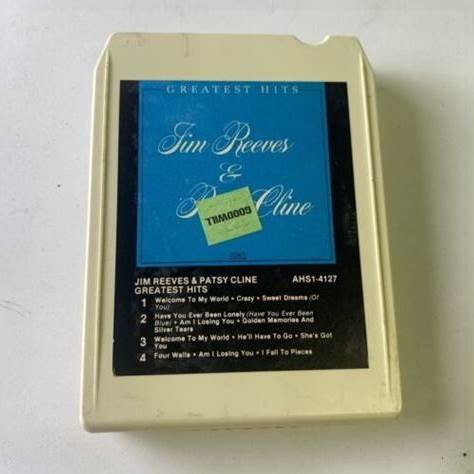 GREATEST HITS
Jim Reeves
&
Cline
GOODWILL
JIM REEVES & PATSY CLINE AHS1-4127
GREATEST HITS
1 Welcome To My World • Crazy • Sweet Dreams (Of
You)
2 Have You Ever Been Lonely (Have You Ever Been
Blue) • Am I Losing You • Golden Memories And
Silver Tears
3 Welcome To My World • He'll Have To Go • She's Got
You
4 Four Walls • Am I Losing You • I Fall To Pieces